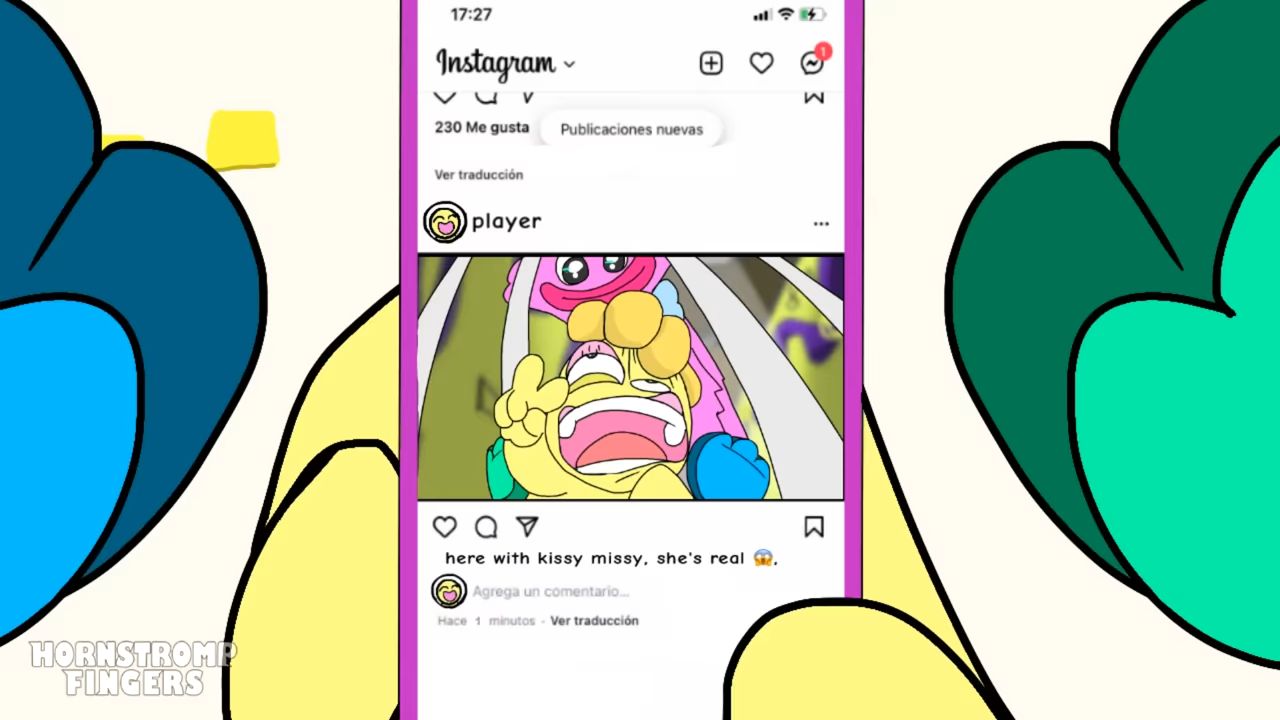 17:27
Instagram
1
230 Me gusta
Publicaciones nuevas
Ver traducción
player
here with kissy missy, she's real 😱,
Agrega un comentario...
Hace 1 minutos - Ver traducción
HORNSTROMP
FINGERS